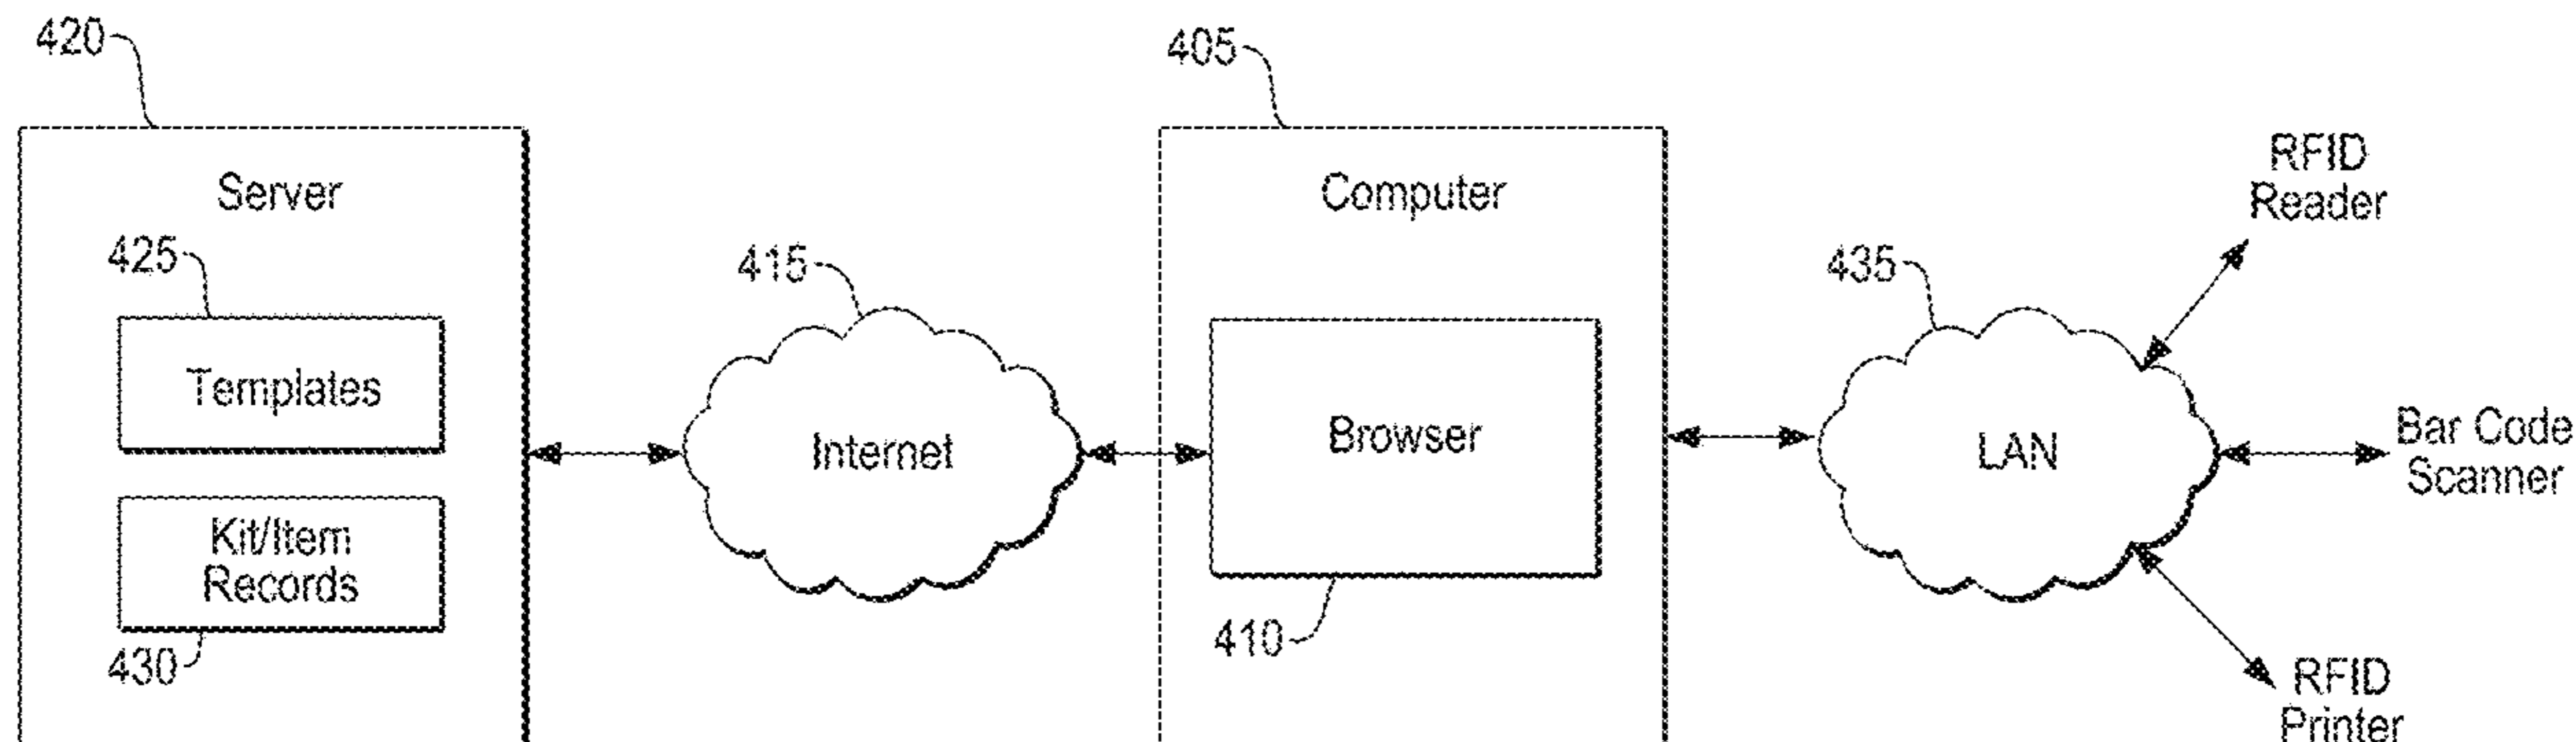 420
405
Server
Computer
RFID
Reader
425
415
435
Templates
Internet
Browser
LAN
Bar Code
Scanner
Kit/Item
Records
430
410
RFID
Printer